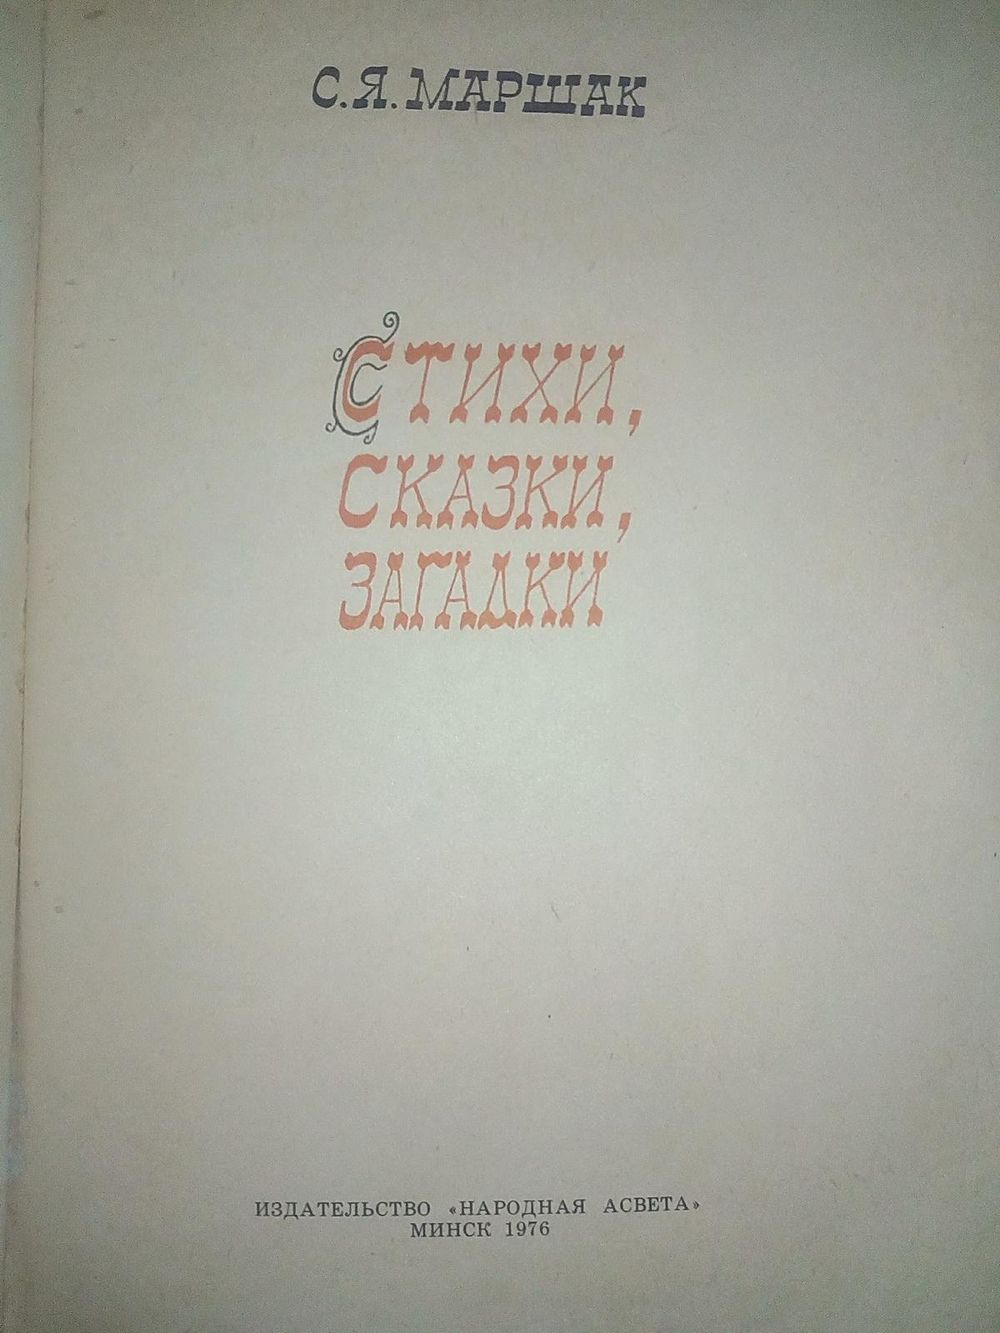 С. Я. МАРШАК
СТИХИ,
СКАЗКИ,
ЗАГАДКИ
ИЗДАТЕЛЬСТВО «НАРОДНАЯ АСВЕТА»
МИНСК 1976